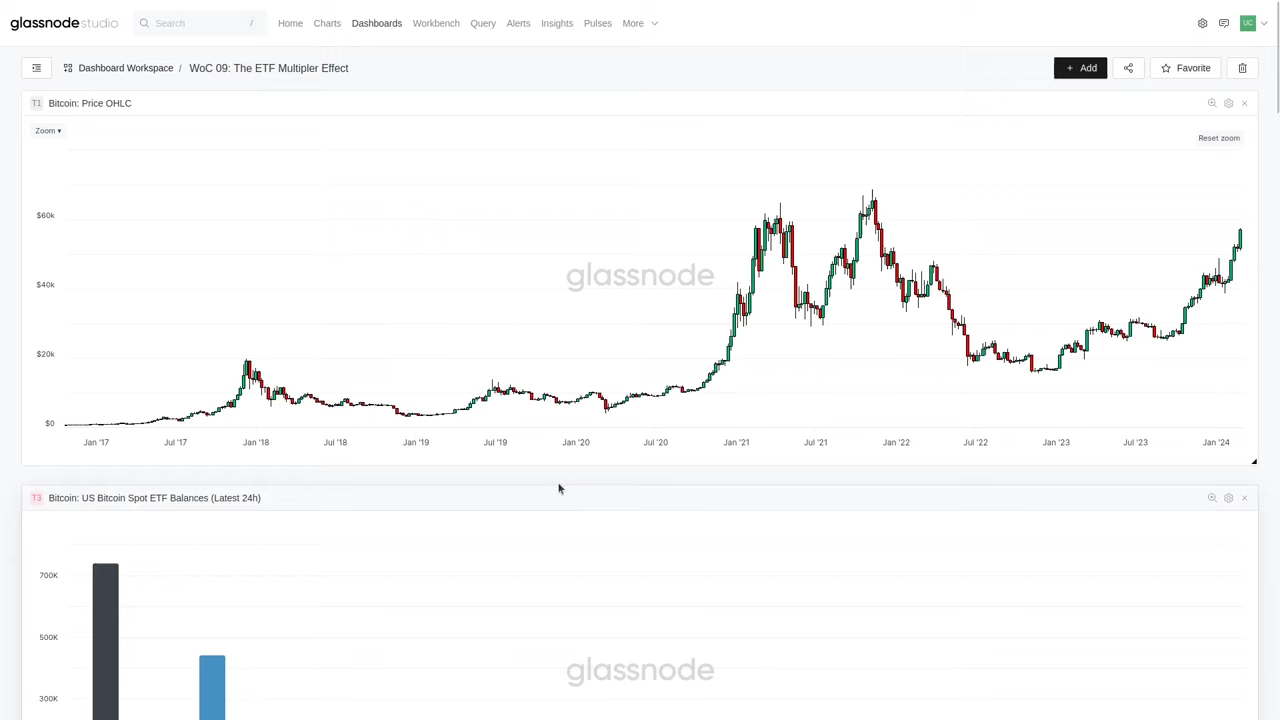 glassnodestudio
Search /
Home Charts Dashboards Workbench Query Alerts Insights Pulses More
UC
Dashboard Workspace / WoC 09: The ETF Multipler Effect
+ Add
Favorite
T1 Bitcoin: Price OHLC
Zoom ▾
Reset zoom
glassnode
$60k
$40k
$20k
$0
Jan '17 Jul '17 Jan '18 Jul '18 Jan '19 Jul '19 Jan '20 Jul '20 Jan '21 Jul '21 Jan '22 Jul '22 Jan '23 Jul '23 Jan '24
T3 Bitcoin: US Bitcoin Spot ETF Balances (Latest 24h)
700K
500K
glassnode
300K